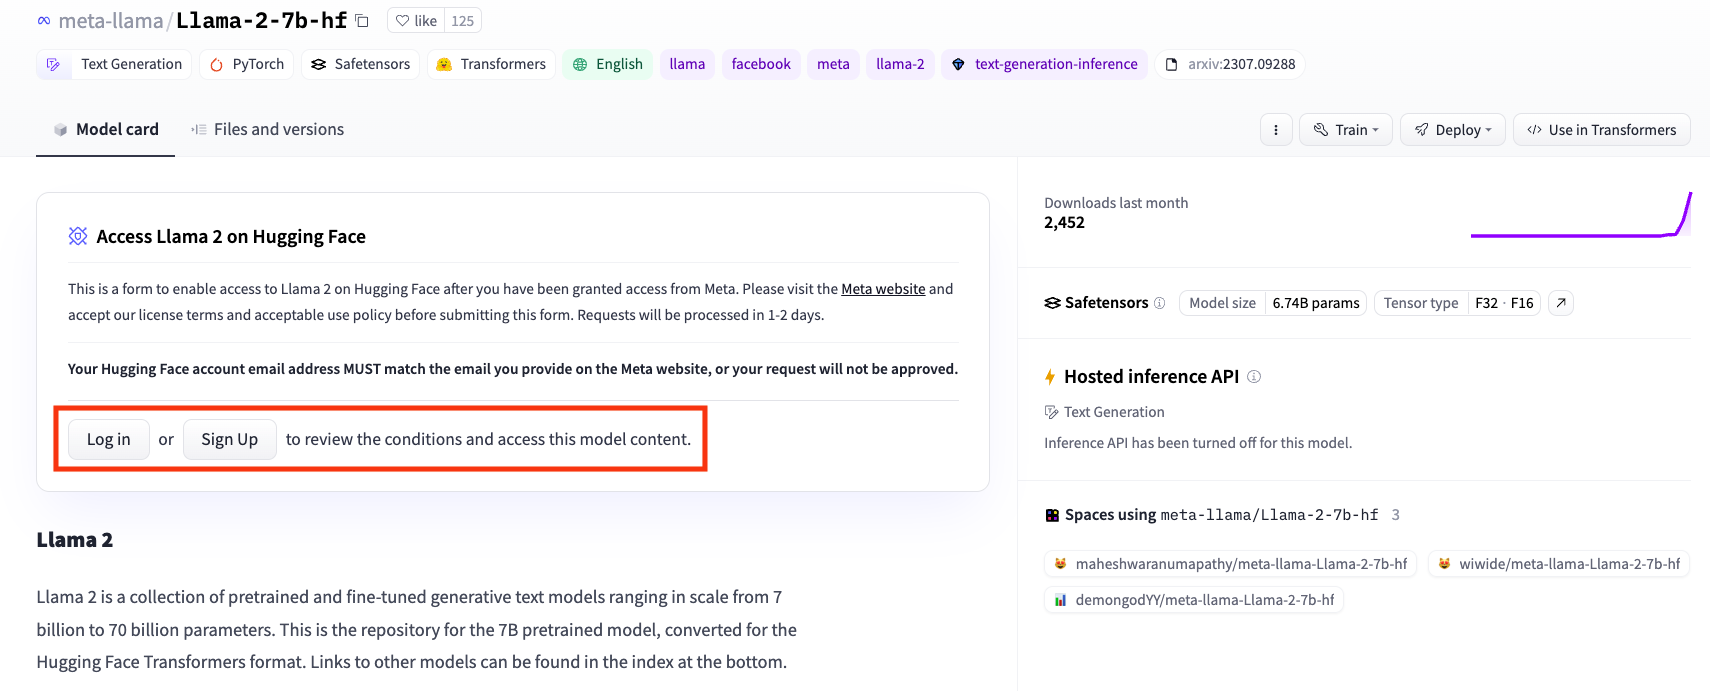 meta-llama/Llama-2-7b-hf like 125
Text Generation PyTorch Safetensors Transformers English llama facebook meta llama-2 text-generation-inference arxiv:2307.09288
Model card Files and versions Train Deploy Use in Transformers
Access Llama 2 on Hugging Face
This is a form to enable access to Llama 2 on Hugging Face after you have been granted access from Meta. Please visit the Meta website and
accept our license terms and acceptable use policy before submitting this form. Requests will be processed in 1-2 days.
Your Hugging Face account email address MUST match the email you provide on the Meta website, or your request will not be approved.
Log in or Sign Up to review the conditions and access this model content.
Llama 2
Llama 2 is a collection of pretrained and fine-tuned generative text models ranging in scale from 7
billion to 70 billion parameters. This is the repository for the 7B pretrained model, converted for the
Hugging Face Transformers format. Links to other models can be found in the index at the bottom.
Downloads last month
2,452
Safetensors Model size 6.74B params Tensor type F32 · F16
Hosted inference API
Text Generation
Inference API has been turned off for this model.
Spaces using meta-llama/Llama-2-7b-hf 3
maheshwaranumapathy/meta-llama-Llama-2-7b-hf wiwide/meta-llama-Llama-2-7b-hf
demongodYY/meta-llama-Llama-2-7b-hf